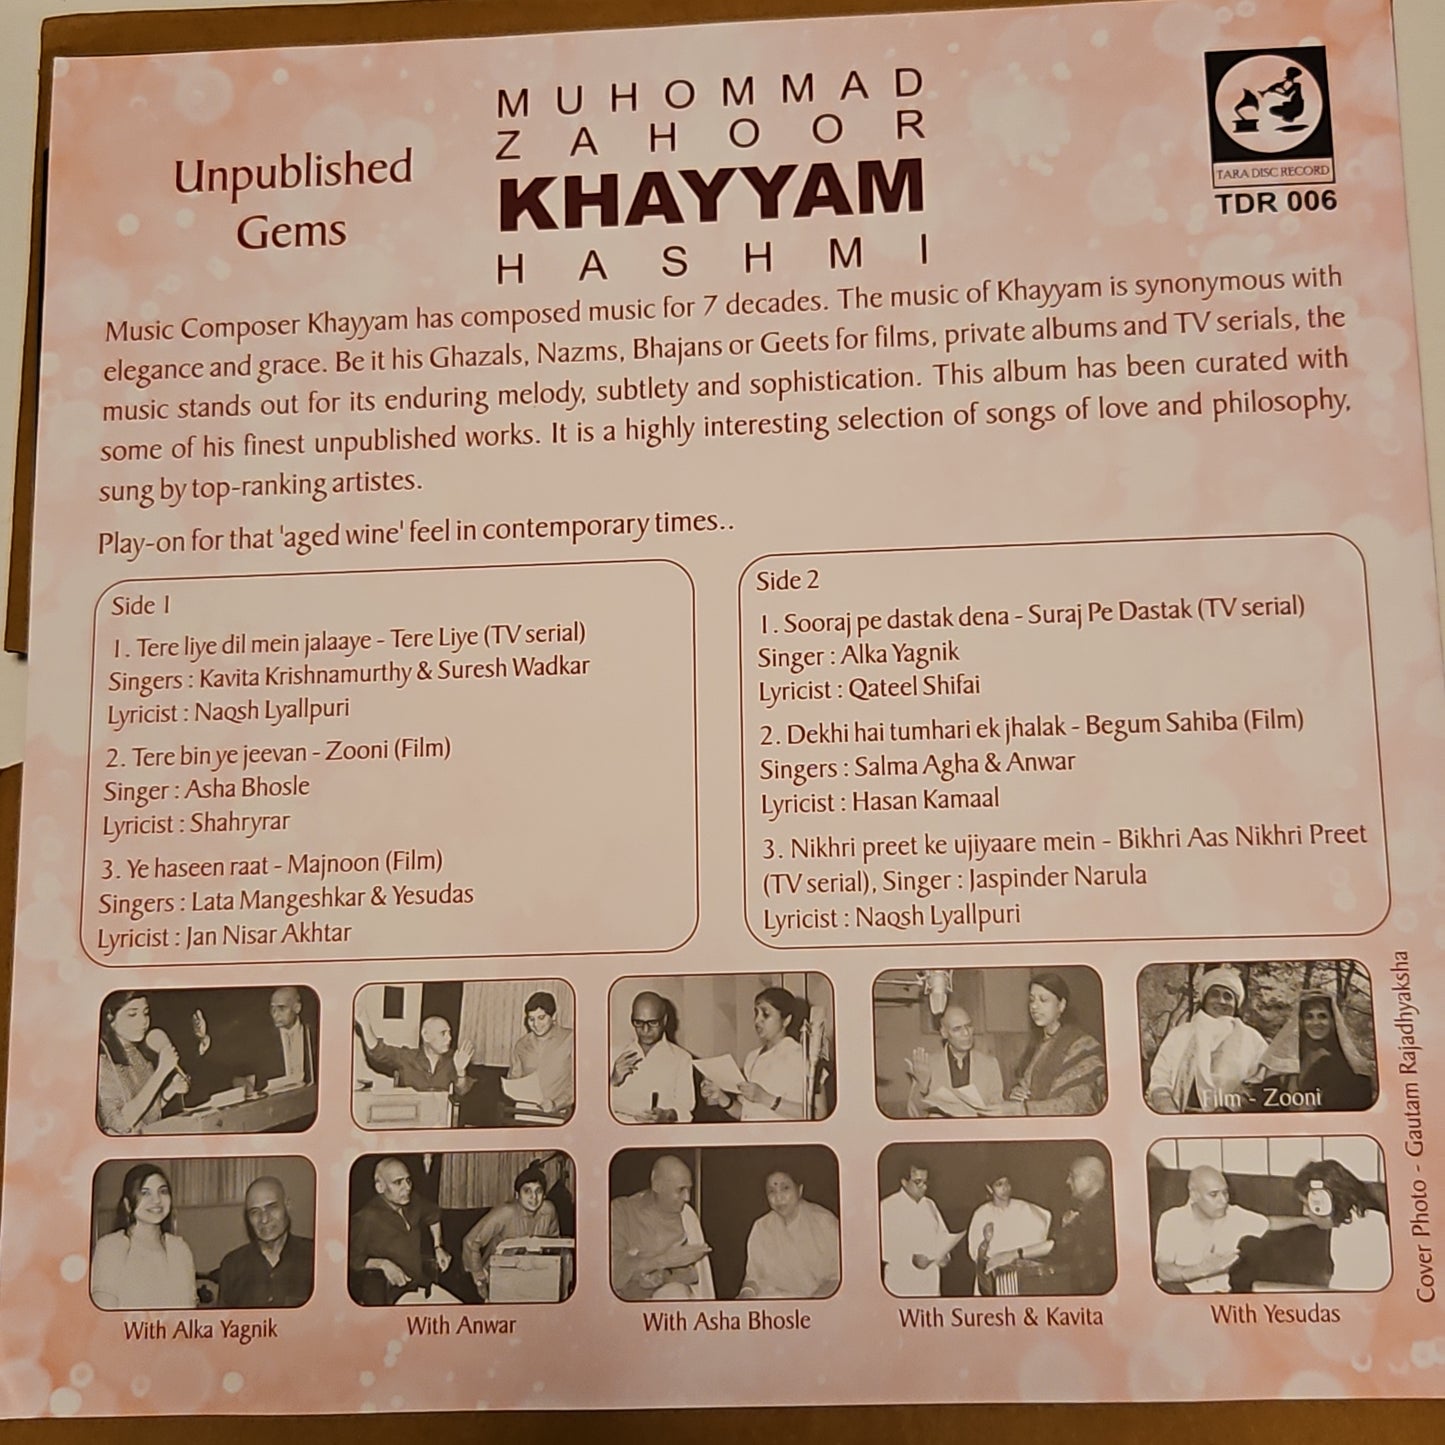 Unpublished
Gems
MUHOMMAD
ZAHOOR
KHAYYAM
HASHMI
TARA DISC RECORD
TDR 006
Music Composer Khayyam has composed music for 7 decades. The music of Khayyam is synonymous with
elegance and grace. Be it his Ghazals, Nazms, Bhajans or Geets for films, private albums and TV serials, the
music stands out for its enduring melody, subtlety and sophistication. This album has been curated with
some of his finest unpublished works. It is a highly interesting selection of songs of love and philosophy,
sung by top-ranking artistes.
Play-on for that 'aged wine' feel in contemporary times..
Side 1
1. Tere liye dil mein jalaaye - Tere Liye (TV serial)
Singers : Kavita Krishnamurthy & Suresh Wadkar
Lyricist : Naqsh Lyallpuri
2. Tere bin ye jeevan - Zooni (Film)
Singer : Asha Bhosle
Lyricist : Shahryrar
3. Ye haseen raat - Majnoon (Film)
Singers : Lata Mangeshkar & Yesudas
Lyricist : Jan Nisar Akhtar
Side 2
1. Sooraj pe dastak dena - Suraj Pe Dastak (TV serial)
Singer : Alka Yagnik
Lyricist : Qateel Shifai
2. Dekhi hai tumhari ek jhalak - Begum Sahiba (Film)
Singers : Salma Agha & Anwar
Lyricist : Hasan Kamaal
3. Nikhri preet ke ujiyaare mein - Bikhri Aas Nikhri Preet
(TV serial), Singer : Jaspinder Narula
Lyricist : Naqsh Lyallpuri
Film - Zooni
With Alka Yagnik
With Anwar
With Asha Bhosle
With Suresh & Kavita
With Yesudas
Cover Photo - Gautam Rajadhyaksha